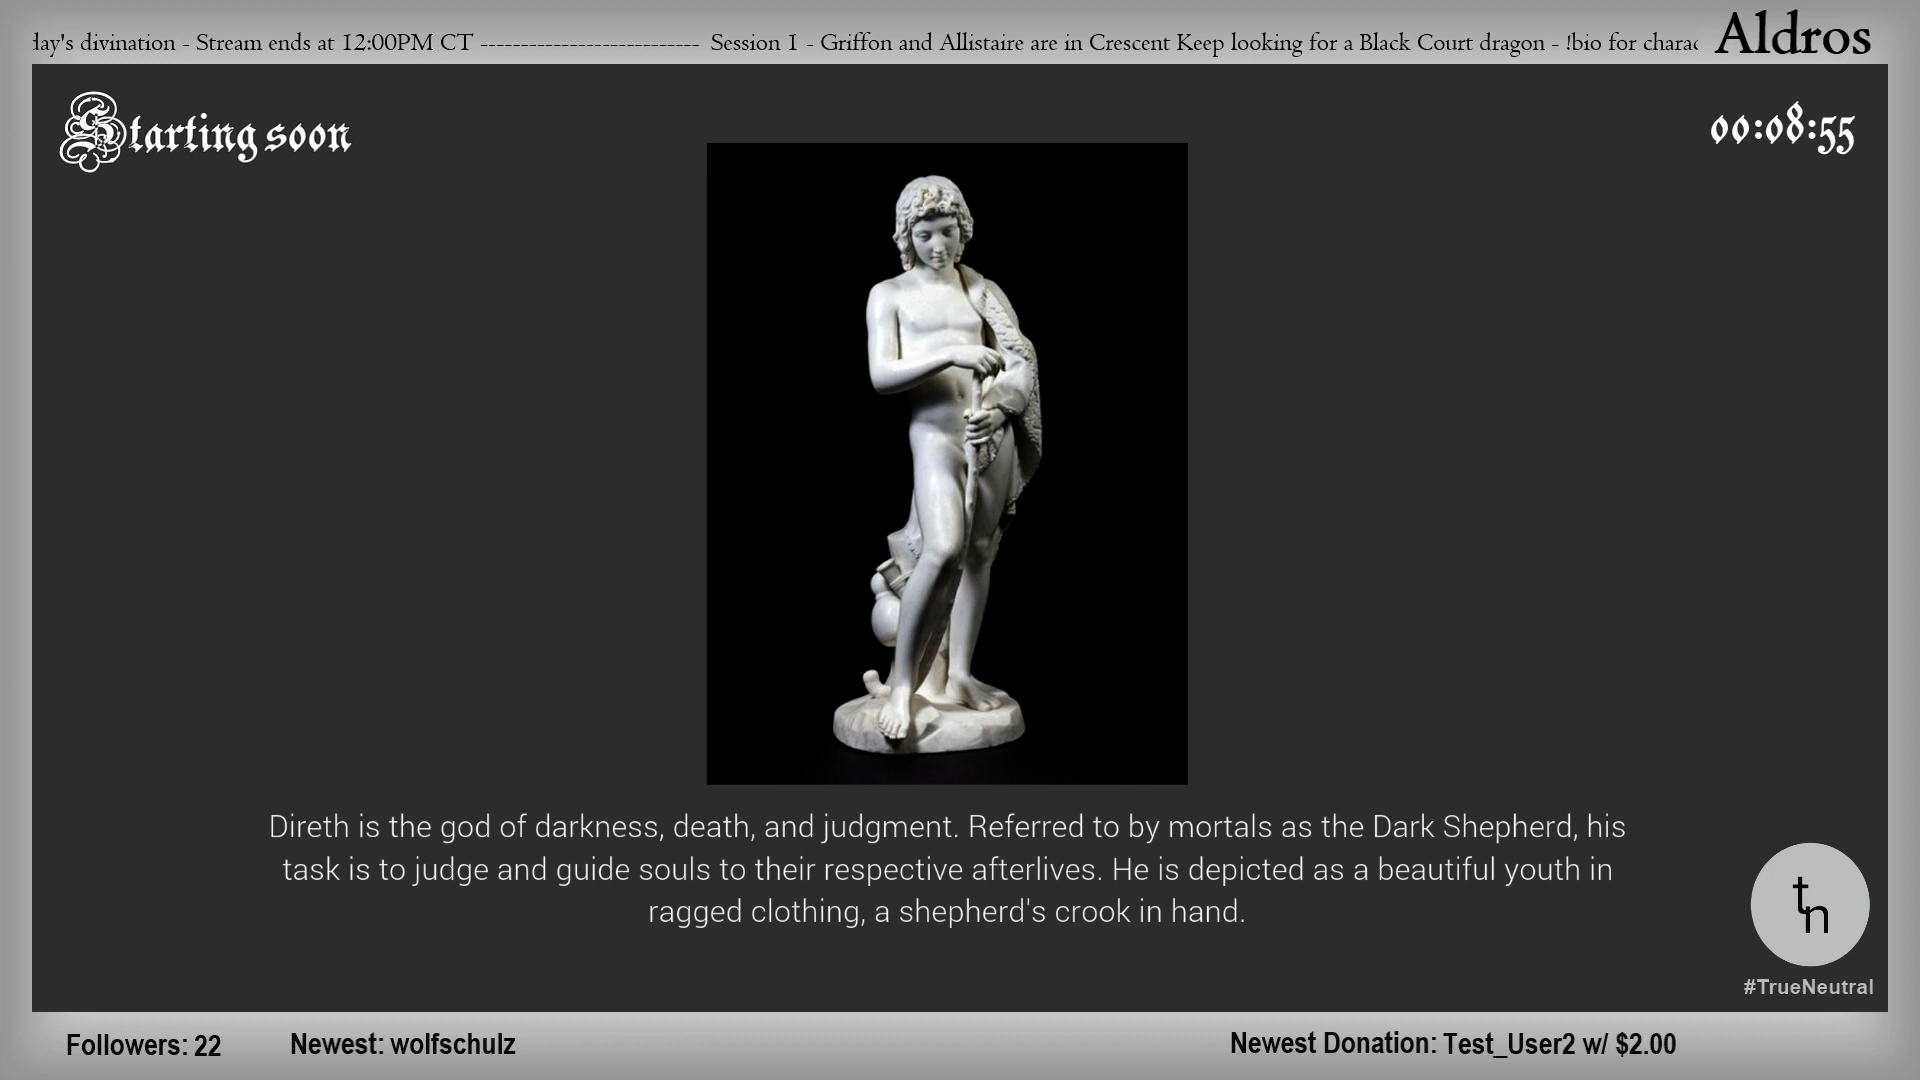 day's divination - Stream ends at 12:00PM CT --------------------------- Session 1 - Griffon and Allistaire are in Crescent Keep looking for a Black Court dragon - !bio for charac
Aldros
Starting soon
00:08:55
Direth is the god of darkness, death, and judgment. Referred to by mortals as the Dark Shepherd, his
task is to judge and guide souls to their respective afterlives. He is depicted as a beautiful youth in
ragged clothing, a shepherd's crook in hand.
tn
#TrueNeutral
Followers: 22
Newest: wolfschulz
Newest Donation: Test_User2 w/ $2.00